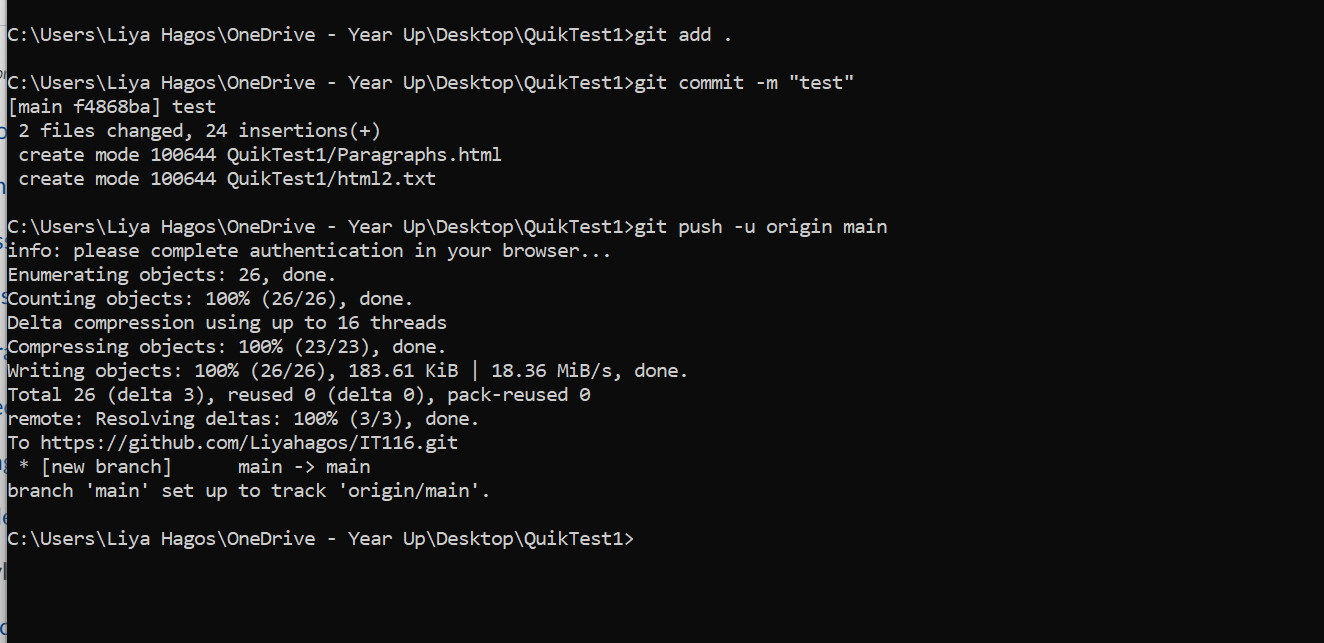 C:\Users\Liya Hagos\OneDrive - Year Up\Desktop\QuikTest1>git add .
C:\Users\Liya Hagos\OneDrive - Year Up\Desktop\QuikTest1>git commit -m "test"
[main f4868ba] test
 2 files changed, 24 insertions(+)
 create mode 100644 QuikTest1/Paragraphs.html
 create mode 100644 QuikTest1/html2.txt
C:\Users\Liya Hagos\OneDrive - Year Up\Desktop\QuikTest1>git push -u origin main
info: please complete authentication in your browser...
Enumerating objects: 26, done.
Counting objects: 100% (26/26), done.
Delta compression using up to 16 threads
Compressing objects: 100% (23/23), done.
Writing objects: 100% (26/26), 183.61 KiB | 18.36 MiB/s, done.
Total 26 (delta 3), reused 0 (delta 0), pack-reused 0
remote: Resolving deltas: 100% (3/3), done.
To https://github.com/Liyahagos/IT116.git
 * [new branch]      main -> main
branch 'main' set up to track 'origin/main'.
C:\Users\Liya Hagos\OneDrive - Year Up\Desktop\QuikTest1>